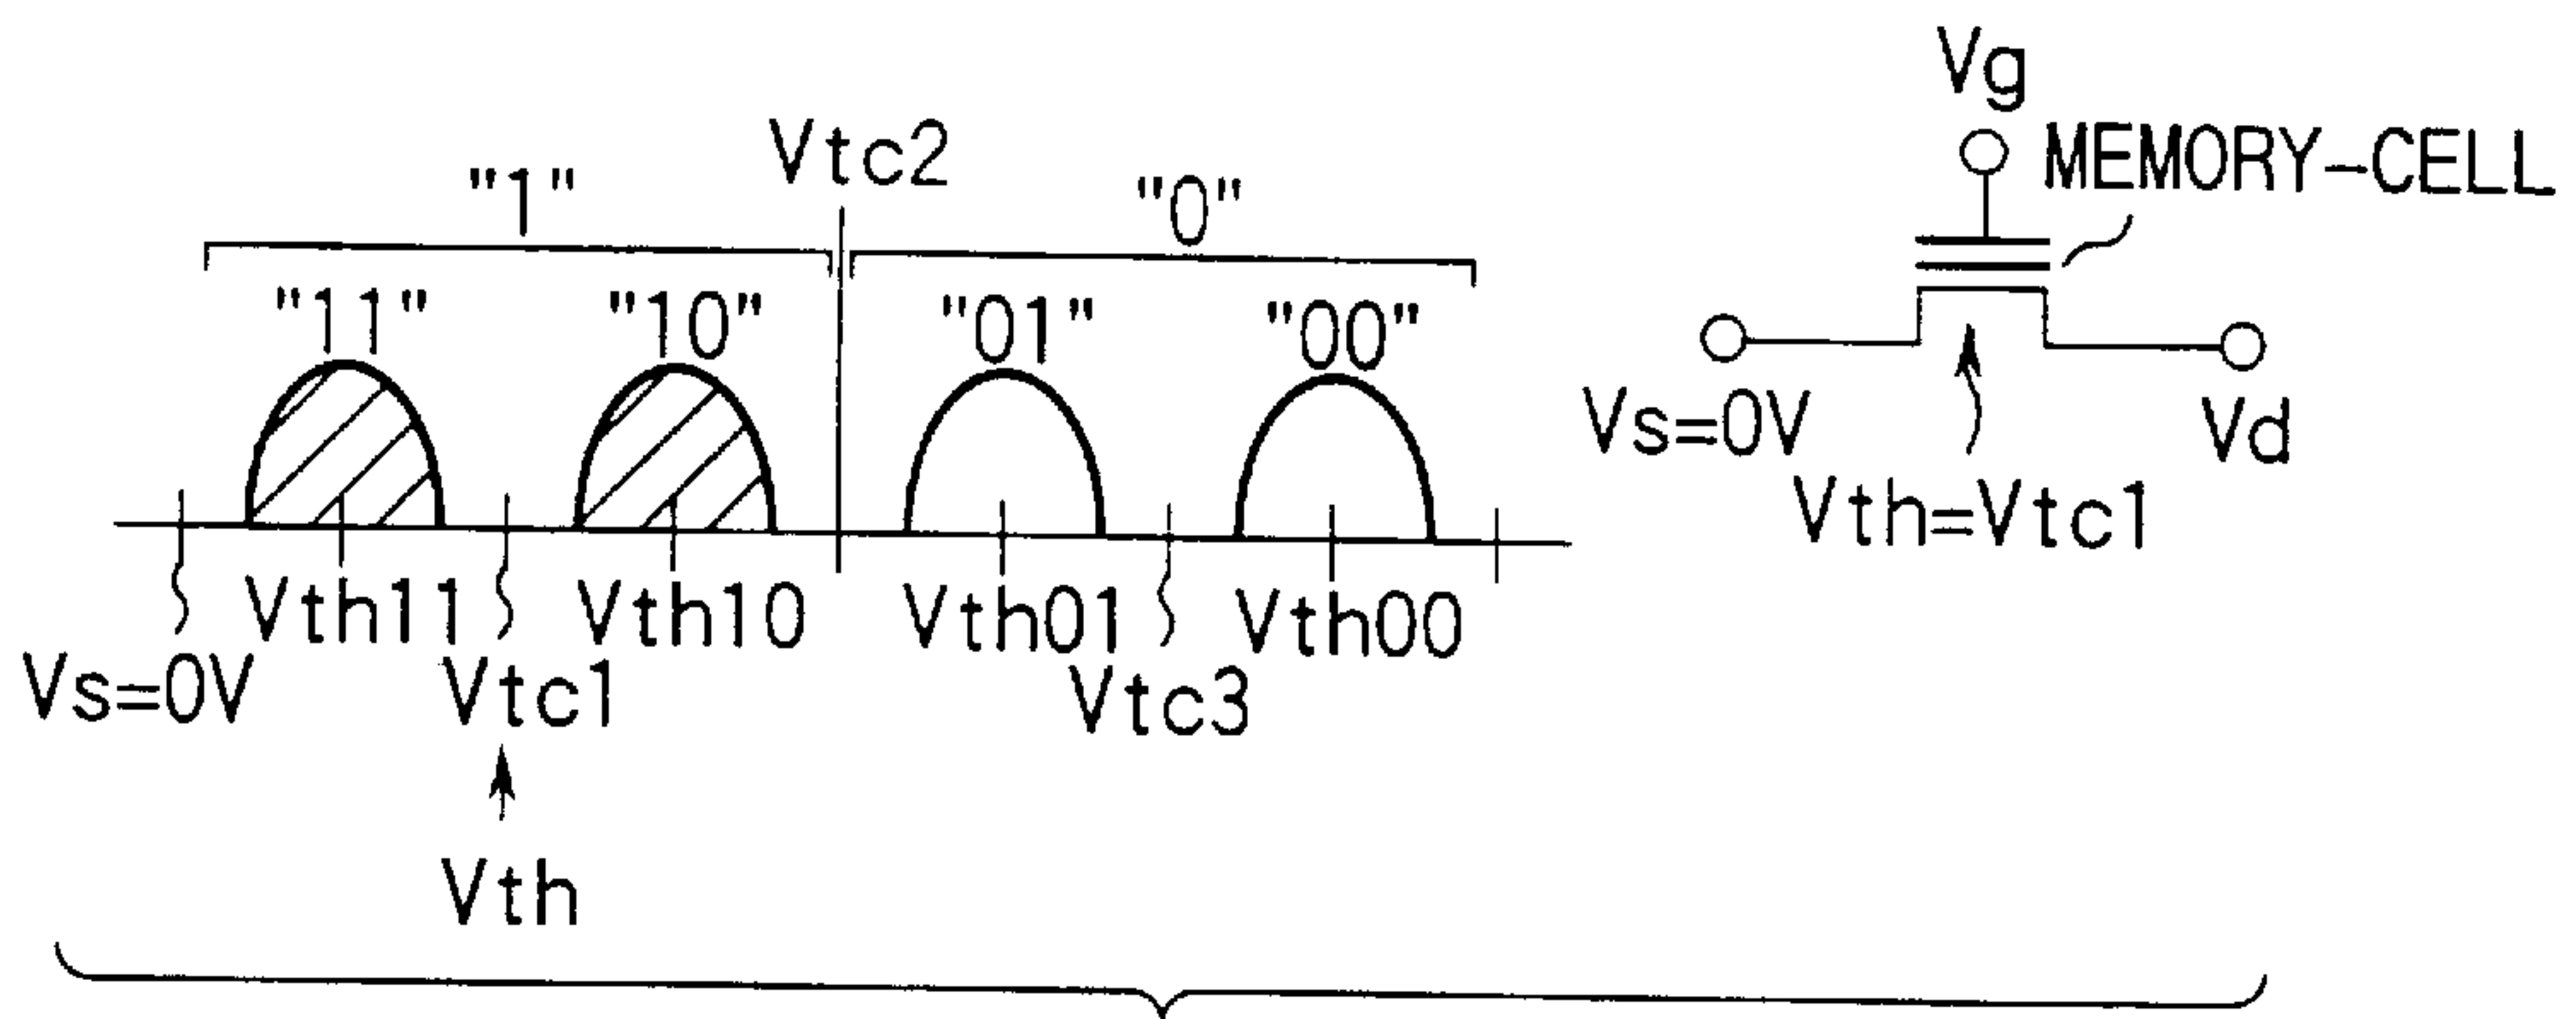 Vtc2
"1"
"0"
"11"
"10"
"01"
"00"
Vth11
Vth10
Vth01
Vth00
Vs=0V
Vtc1
Vtc3
Vth
Vg
MEMORY-CELL
Vs=0V
Vd
Vth=Vtc1